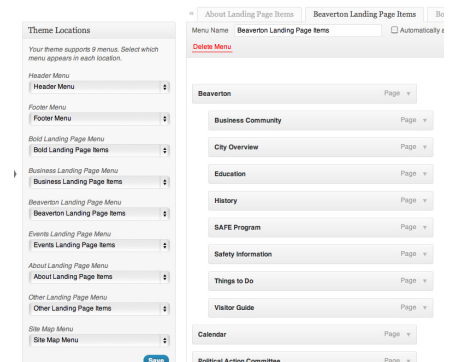 « About Landing Page Items Beaverton Landing Page Items Bo
Theme Locations
Menu Name Beaverton Landing Page Items Automatically a
Your theme supports 9 menus. Select which
menu appears in each location.
Delete Menu
Header Menu
Header Menu
Footer Menu
Footer Menu
Bold Landing Page Menu
Bold Landing Page Items
Business Landing Page Menu
Business Landing Page Items
Beaverton Landing Page Menu
Beaverton Landing Page Items
Events Landing Page Menu
Events Landing Page Items
About Landing Page Menu
About Landing Page Items
Other Landing Page Menu
Other Landing Page Items
Site Map Menu
Site Map Menu
Save
Beaverton Page
Business Community Page
City Overview Page
Education Page
History Page
SAFE Program Page
Safety Information Page
Things to Do Page
Visitor Guide Page
Calendar Page
Political Action Committee Page